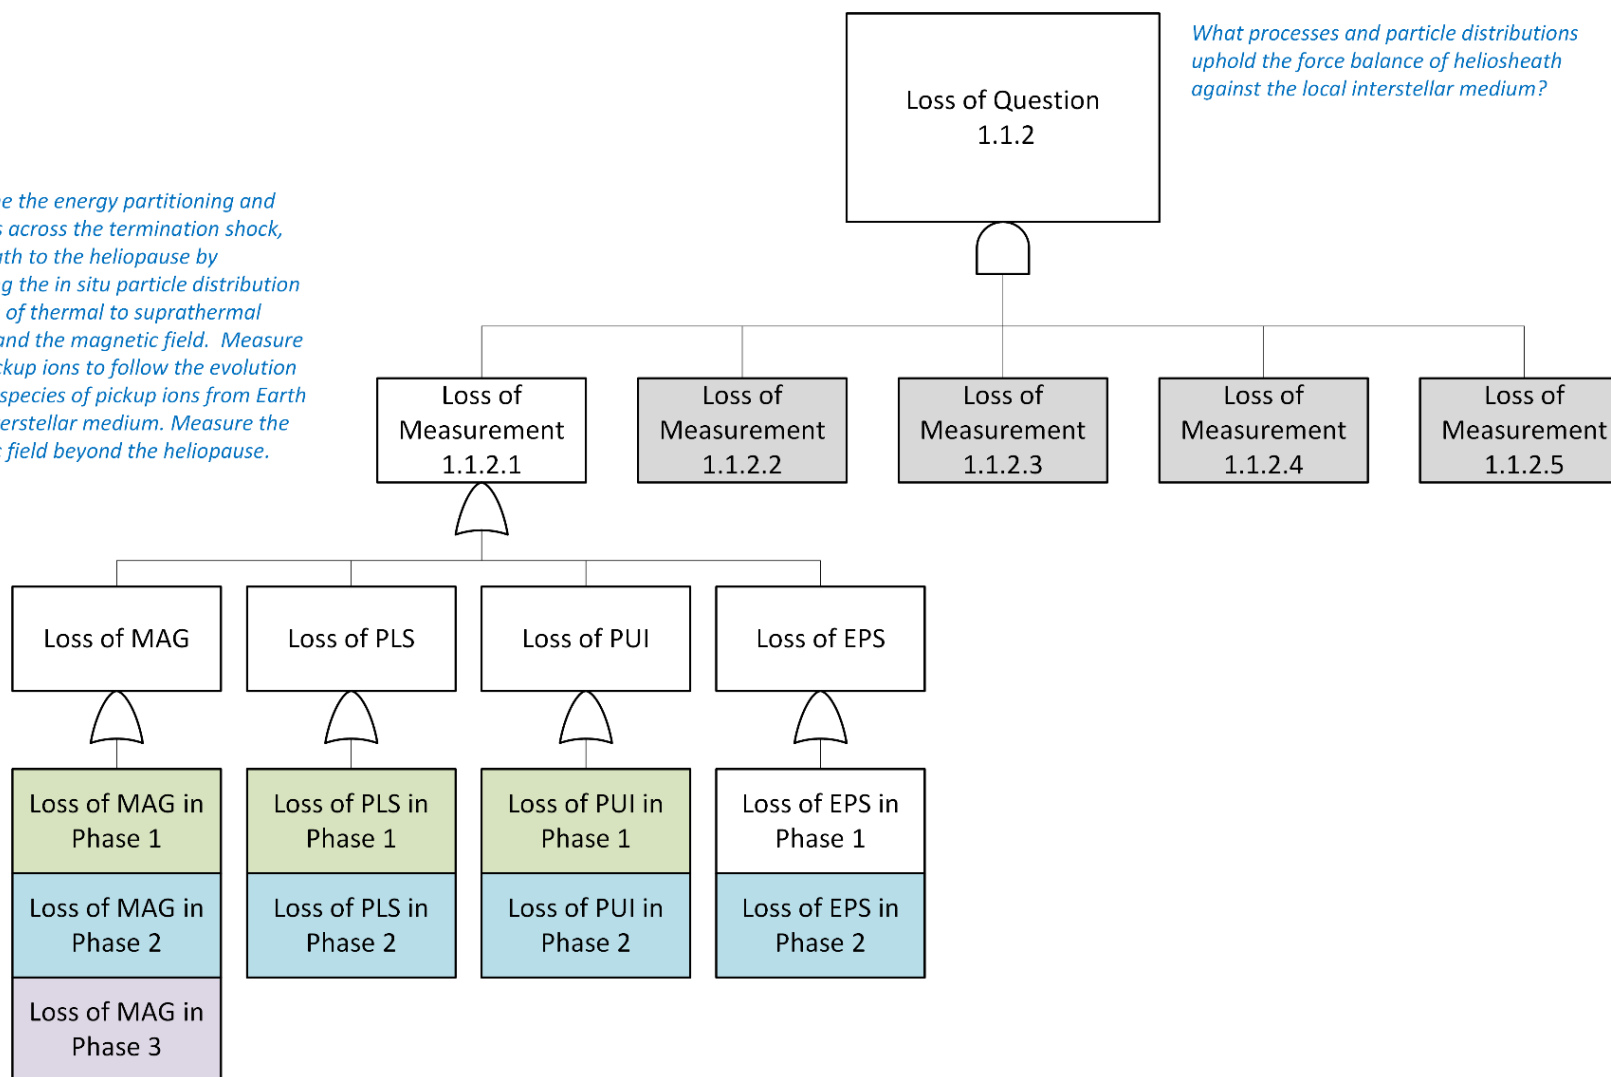 What processes and particle distributions
uphold the force balance of heliosheath
against the local interstellar medium?
Loss of Question
1.1.2
the energy partitioning and
across the termination shock,
to the heliopause by
the in situ particle distribution
of thermal to suprathermal
and the magnetic field. Measure
ions to follow the evolution
species of pickup ions from Earth
medium. Measure the
field beyond the heliopause.
Loss of
Measurement
1.1.2.1
Loss of
Measurement
1.1.2.2
Loss of
Measurement
1.1.2.3
Loss of
Measurement
1.1.2.4
Loss of
Measurement
1.1.2.5
Loss of MAG
Loss of PLS
Loss of PUI
Loss of EPS
Loss of MAG in
Phase 1
Loss of PLS in
Phase 1
Loss of PUI in
Phase 1
Loss of EPS in
Phase 1
Loss of MAG in
Phase 2
Loss of PLS in
Phase 2
Loss of PUI in
Phase 2
Loss of EPS in
Phase 2
Loss of MAG in
Phase 3